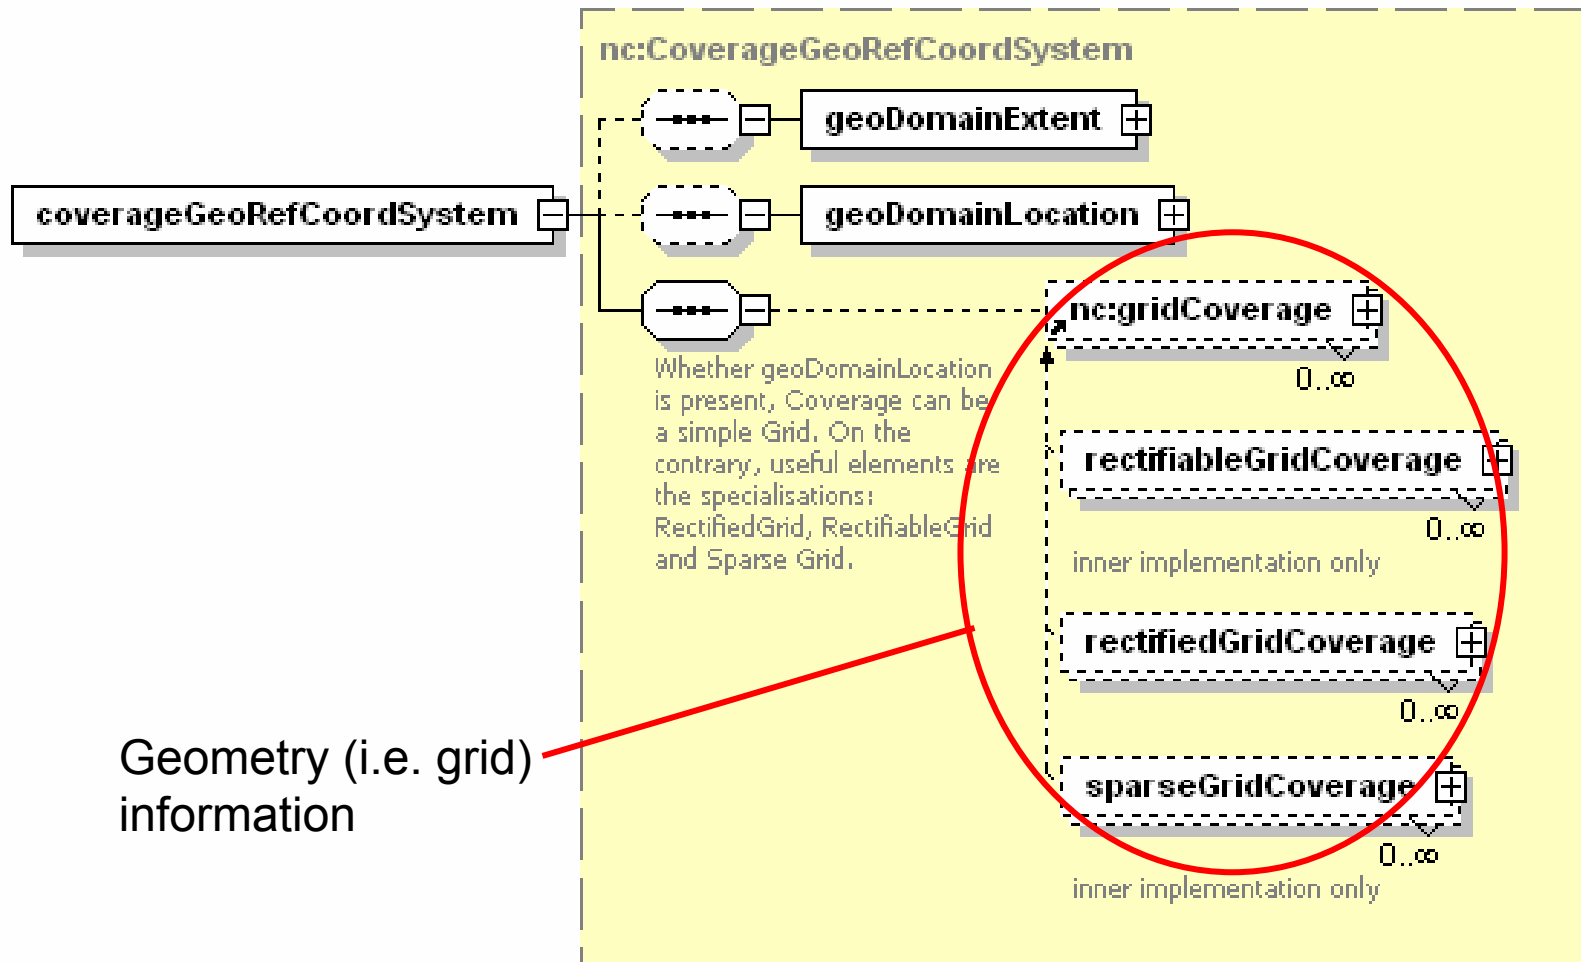 nc:CoverageGeoRefCoordSystem
geoDomainExtent
coverageGeoRefCoordSystem
geoDomainLocation
nc:gridCoverage
0..∞
Whether geoDomainLocation
is present, Coverage can be
a simple Grid. On the
contrary, useful elements are
the specialisations:
RectifiedGrid, RectifiableGrid
and Sparse Grid.
rectifiableGridCoverage
0..∞
inner implementation only
rectifiedGridCoverage
0..∞
Geometry (i.e. grid)
information
sparseGridCoverage
0..∞
inner implementation only